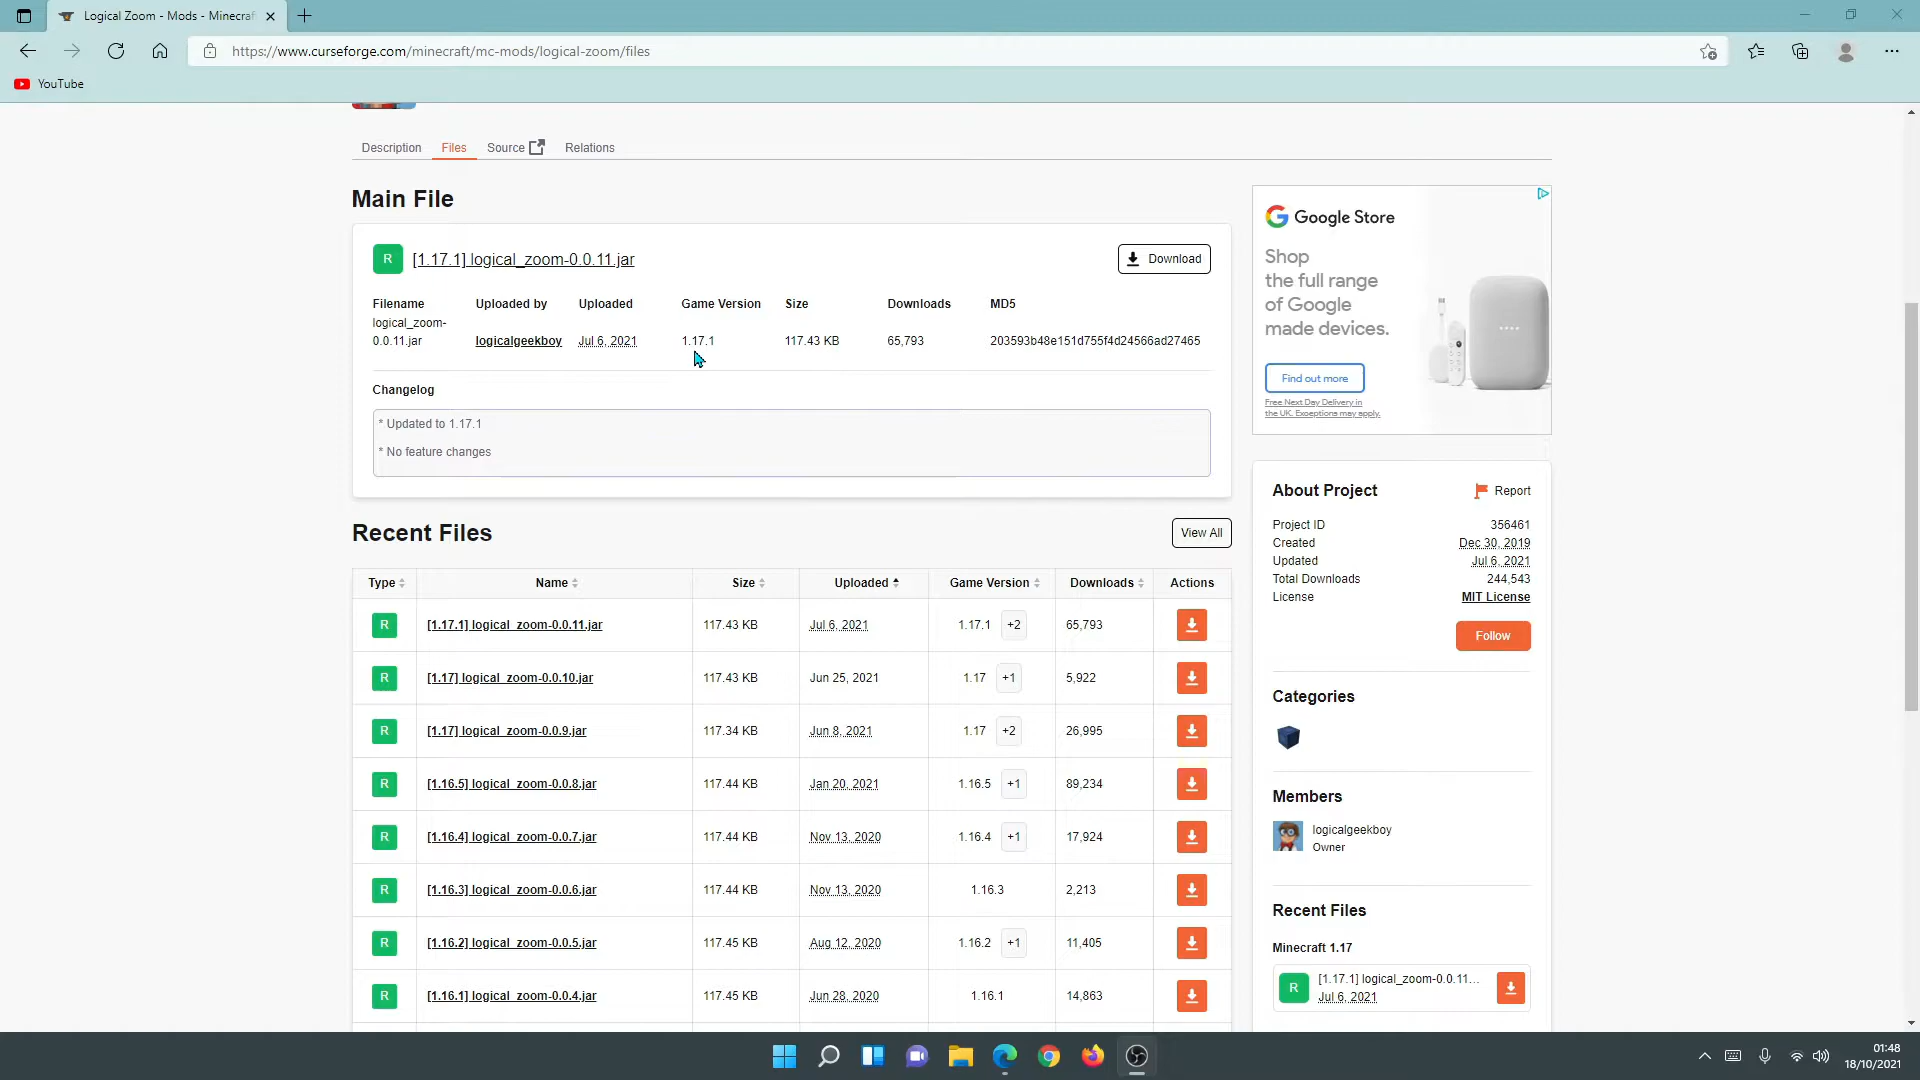 Logical Zoom - Mods - Minecraf
https://www.curseforge.com/minecraft/mc-mods/logical-zoom/files
YouTube
Description Files Source Relations
Main File
R [1.17.1] logical_zoom-0.0.11.jar Download
Filename Uploaded by Uploaded Game Version Size Downloads MD5
logical_zoom-
0.0.11.jar logicalgeekboy Jul 6, 2021 1.17.1 117.43 KB 65,793 203593b48e151d755f4d24566ad27465
Changelog
* Updated to 1.17.1
* No feature changes
Google Store
Shop
the full range
of Google
made devices.
Find out more
Free Next Day Delivery in
the UK. Exceptions may apply.
Recent Files View All
Type Name Size Uploaded Game Version Downloads Actions
R [1.17.1] logical_zoom-0.0.11.jar 117.43 KB Jul 6, 2021 1.17.1 +2 65,793
R [1.17] logical_zoom-0.0.10.jar 117.43 KB Jun 25, 2021 1.17 +1 5,922
R [1.17] logical_zoom-0.0.9.jar 117.34 KB Jun 8, 2021 1.17 +2 26,995
R [1.16.5] logical_zoom-0.0.8.jar 117.44 KB Jan 20, 2021 1.16.5 +1 89,234
R [1.16.4] logical_zoom-0.0.7.jar 117.44 KB Nov 13, 2020 1.16.4 +1 17,924
R [1.16.3] logical_zoom-0.0.6.jar 117.44 KB Nov 13, 2020 1.16.3 2,213
R [1.16.2] logical_zoom-0.0.5.jar 117.45 KB Aug 12, 2020 1.16.2 +1 11,405
R [1.16.1] logical_zoom-0.0.4.jar 117.45 KB Jun 28, 2020 1.16.1 14,863
About Project Report
Project ID 356461
Created Dec 30, 2019
Updated Jul 6, 2021
Total Downloads 244,543
License MIT License
Follow
Categories
Members
logicalgeekboy
Owner
Recent Files
Minecraft 1.17
R [1.17.1] logical_zoom-0.0.11...
Jul 6, 2021
01:48
18/10/2021